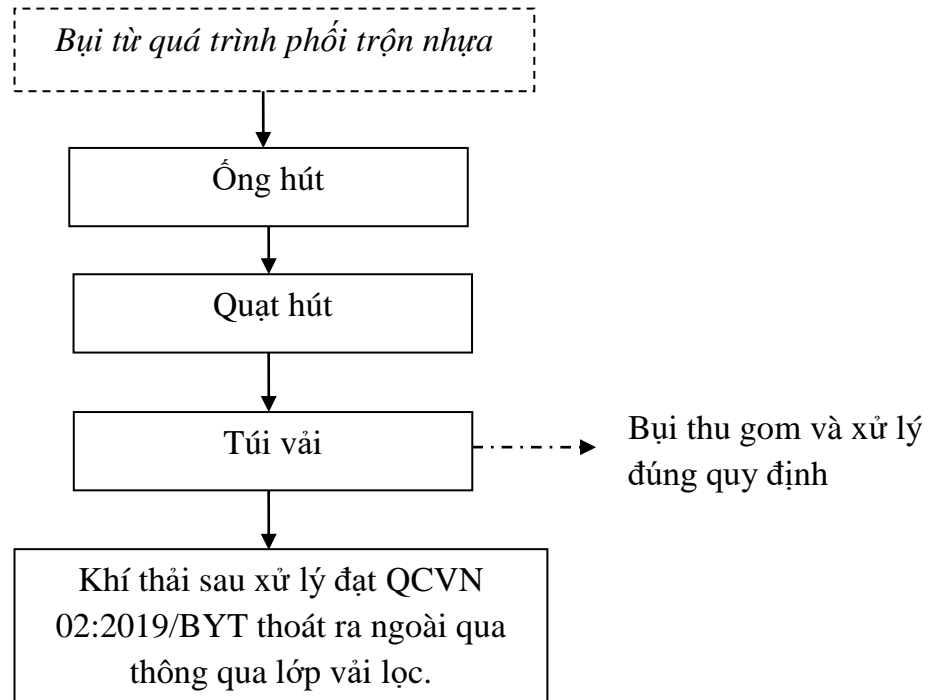 Bụi từ quá trình phối trộn nhựa
Ống hút
Quạt hút
Túi vải
Bụi thu gom và xử lý
đúng quy định
Khí thải sau xử lý đạt QCVN
02:2019/BYT thoát ra ngoài qua
thông qua lớp vải lọc.